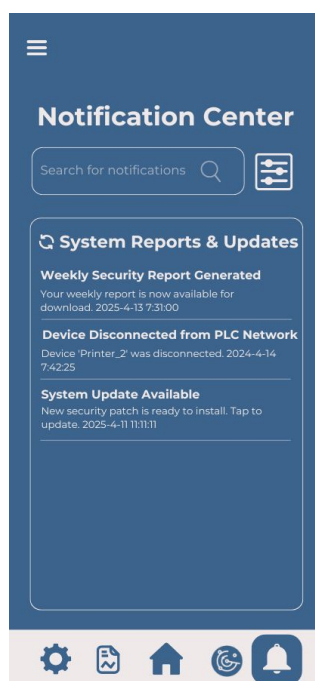 Notification Center
Search for notifications
System Reports & Updates
Weekly Security Report Generated
Your weekly report is now available for
download. 2025-4-13 7:31:00
Device Disconnected from PLC Network
Device 'Printer_2' was disconnected. 2024-4-14
7:42:25
System Update Available
New security patch is ready to install. Tap to
update. 2025-4-11 11:11:11